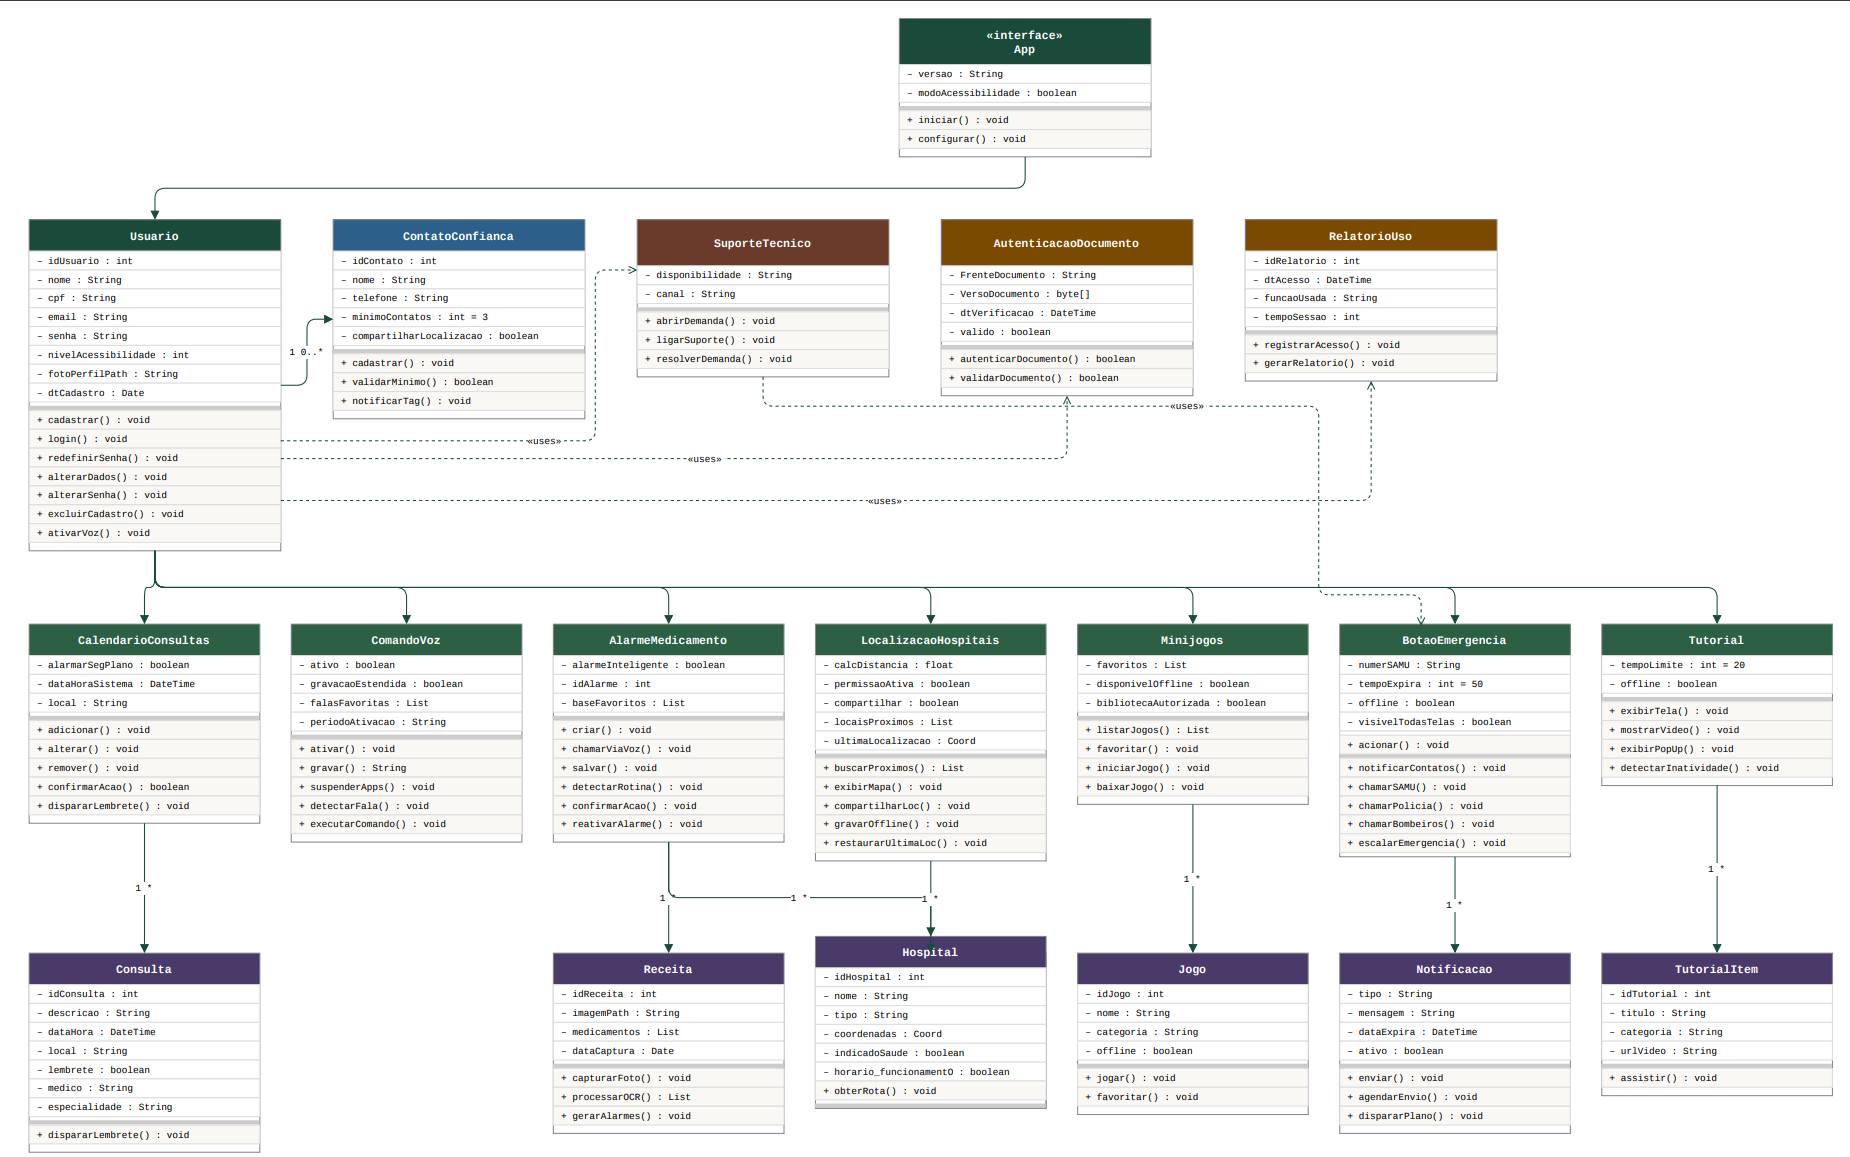 «interface»
App
– versao : String
– modoAcessibilidade : boolean
+ iniciar() : void
+ configurar() : void
Usuario
– idUsuario : int
– nome : String
– cpf : String
– email : String
– senha : String
– nivelAcessibilidade : int
– fotoPerfilPath : String
– dtCadastro : Date
+ cadastrar() : void
+ login() : void
+ redefinirSenha() : void
+ alterarDados() : void
+ alterarSenha() : void
+ excluirCadastro() : void
+ ativarVoz() : void
1 0..*
ContatoConfianca
– idContato : int
– nome : String
– telefone : String
– minimoContatos : int = 3
– compartilharLocalizacao : boolean
+ cadastrar() : void
+ validarMinimo() : boolean
+ notificarTag() : void
SuporteTecnico
– disponibilidade : String
– canal : String
+ abrirDemanda() : void
+ ligarSuporte() : void
+ resolverDemanda() : void
AutenticacaoDocumento
– FrenteDocumento : String
– VersoDocumento : byte[]
– dtVerificacao : DateTime
– valido : boolean
+ autenticarDocumento() : boolean
+ validarDocumento() : boolean
RelatorioUso
– idRelatorio : int
– dtAcesso : DateTime
– funcaoUsada : String
– tempoSessao : int
+ registrarAcesso() : void
+ gerarRelatorio() : void
«uses»
«uses»
«uses»
«uses»
CalendarioConsultas
– alarmarSegPlano : boolean
– dataHoraSistema : DateTime
– local : String
+ adicionar() : void
+ alterar() : void
+ remover() : void
+ confirmarAcao() : boolean
+ dispararLembrete() : void
ComandoVoz
– ativo : boolean
– gravacaoEstendida : boolean
– falasFavoritas : List
– periodoAtivacao : String
+ ativar() : void
+ gravar() : String
+ suspenderApps() : void
+ detectarFala() : void
+ executarComando() : void
AlarmeMedicamento
– alarmeInteligente : boolean
– idAlarme : int
– baseFavoritos : List
+ criar() : void
+ chamarViaVoz() : void
+ salvar() : void
+ detectarRotina() : void
+ confirmarAcao() : void
+ reativarAlarme() : void
LocalizacaoHospitais
– calcDistancia : float
– permissaoAtiva : boolean
– compartilhar : boolean
– locaisProximos : List
– ultimaLocalizacao : Coord
+ buscarProximos() : List
+ exibirMapa() : void
+ compartilharLoc() : void
+ gravarOffline() : void
+ restaurarUltimaLoc() : void
Minijogos
– favoritos : List
– disponivelOffline : boolean
– bibliotecaAutorizada : boolean
+ listarJogos() : List
+ favoritar() : void
+ iniciarJogo() : void
+ baixarJogo() : void
BotaoEmergencia
– numerSAMU : String
– tempoExpira : int = 50
– offline : boolean
– visivelTodasTelas : boolean
+ acionar() : void
+ notificarContatos() : void
+ chamarSAMU() : void
+ chamarPolicia() : void
+ chamarBombeiros() : void
+ escalarEmergencia() : void
Tutorial
– tempoLimite : int = 20
– offline : boolean
+ exibirTela() : void
+ mostrarVideo() : void
+ exibirPopUp() : void
+ detectarInatividade() : void
1 *
1 *
1 *
1 *
1 *
1 *
1 *
Consulta
– idConsulta : int
– descricao : String
– dataHora : DateTime
– local : String
– lembrete : boolean
– medico : String
– especialidade : String
+ dispararLembrete() : void
Receita
– idReceita : int
– imagemPath : String
– medicamentos : List
– dataCaptura : Date
+ capturarFoto() : void
+ processarOCR() : List
+ gerarAlarmes() : void
Hospital
– idHospital : int
– nome : String
– tipo : String
– coordenadas : Coord
– indicadoSaude : boolean
– horario_funcionamentO : boolean
+ obterRota() : void
Jogo
– idJogo : int
– nome : String
– categoria : String
– offline : boolean
+ jogar() : void
+ favoritar() : void
Notificacao
– tipo : String
– mensagem : String
– dataExpira : DateTime
– ativo : boolean
+ enviar() : void
+ agendarEnvio() : void
+ dispararPlano() : void
TutorialItem
– idTutorial : int
– titulo : String
– categoria : String
– urlVideo : String
+ assistir() : void